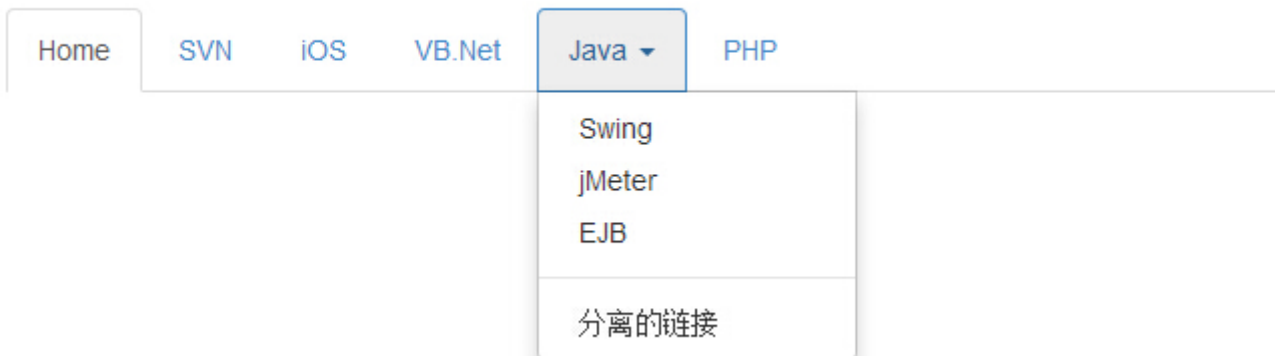 Home SVN iOS VB.Net Java PHP
Swing
jMeter
EJB
分离的链接